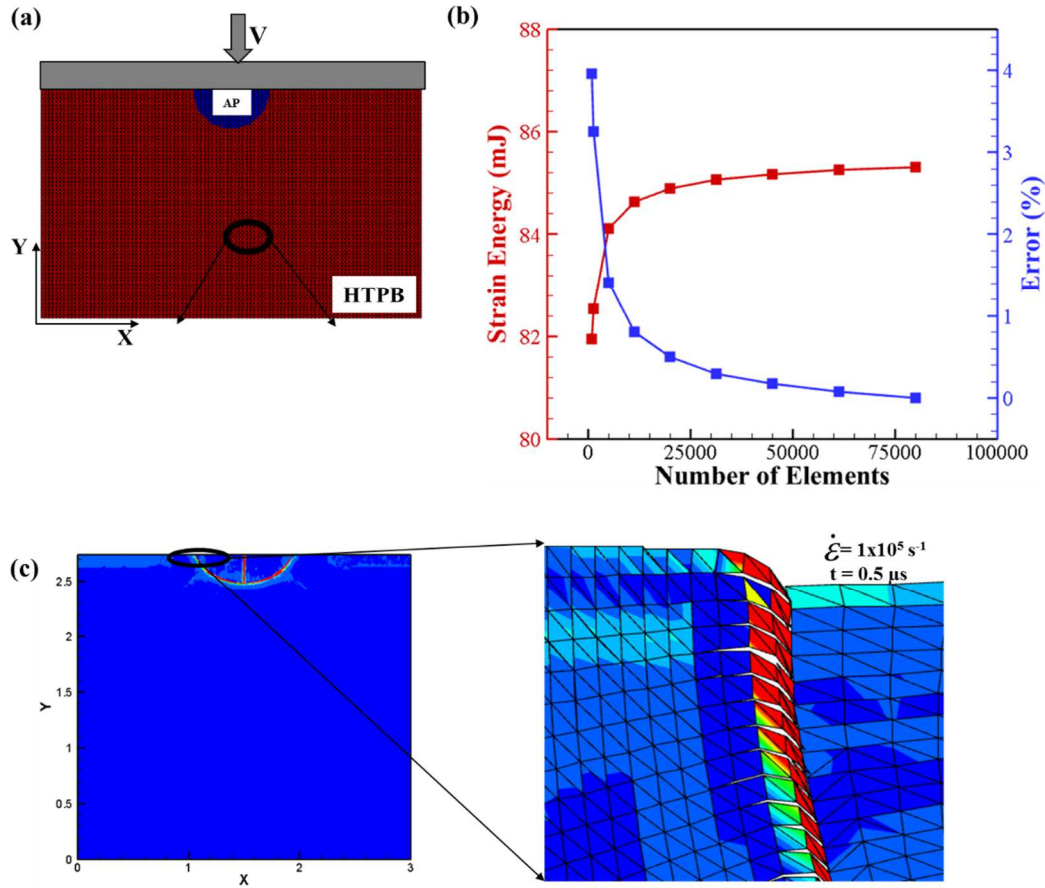 (a)
V
AP
Y
HTPB
X
(b)
88
86
84
82
80
Strain Energy (mJ)
4
3
2
1
0
Error (%)
0 25000 50000 75000 100000
Number of Elements
(c)
2.5
2
1.5
1
0.5
0
Y
0 1 2 3
X
ε̇ = 1x10⁵ s⁻¹
t = 0.5 µs